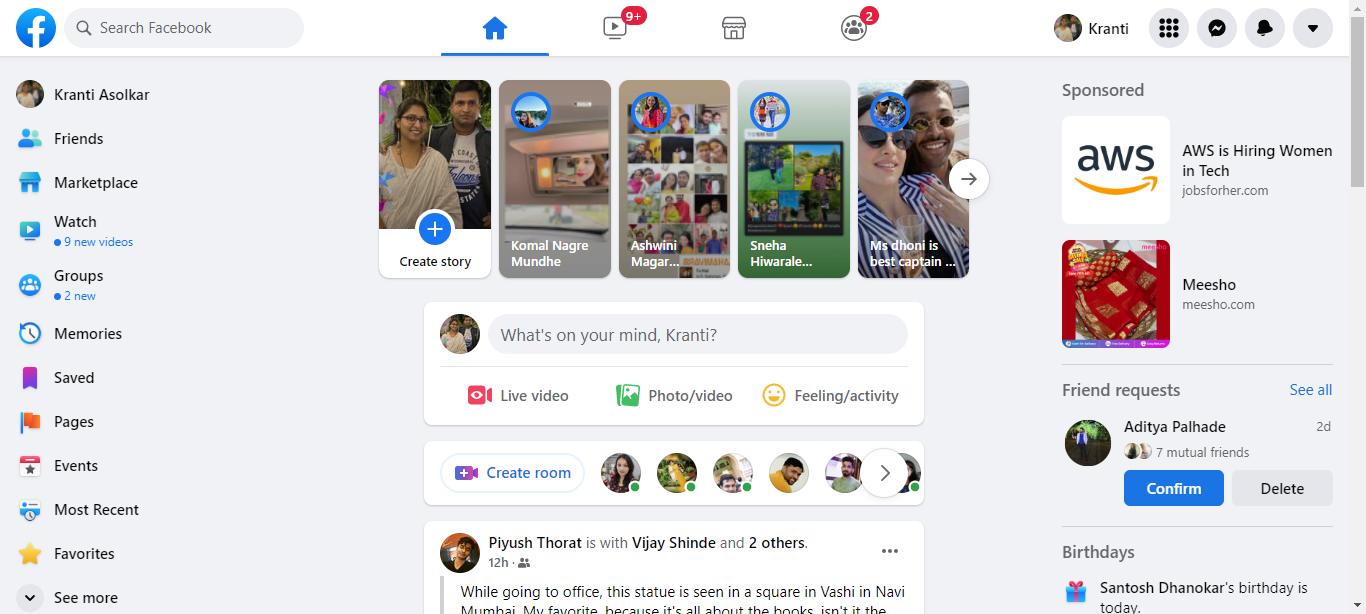 Search Facebook
9+
2
Kranti
Kranti Asolkar
Friends
Marketplace
Watch
9 new videos
Groups
2 new
Memories
Saved
Pages
Events
Most Recent
Favorites
See more
Create story
Komal Nagre
Mundhe
Ashwini
Magar...
Sneha
Hiwarale...
Ms dhoni is
best captain ...
What's on your mind, Kranti?
Live video
Photo/video
Feeling/activity
Create room
Piyush Thorat is with Vijay Shinde and 2 others.
12h ·
While going to office, this statue is seen in a square in Vashi in Navi
Mumbai. My favorite, because it's all about the books, isn't it the
Sponsored
aws
AWS is Hiring Women
in Tech
jobsforher.com
meesho
Meesho
meesho.com
Friend requests
See all
Aditya Palhade
2d
7 mutual friends
Confirm
Delete
Birthdays
Santosh Dhanokar's birthday is
today.